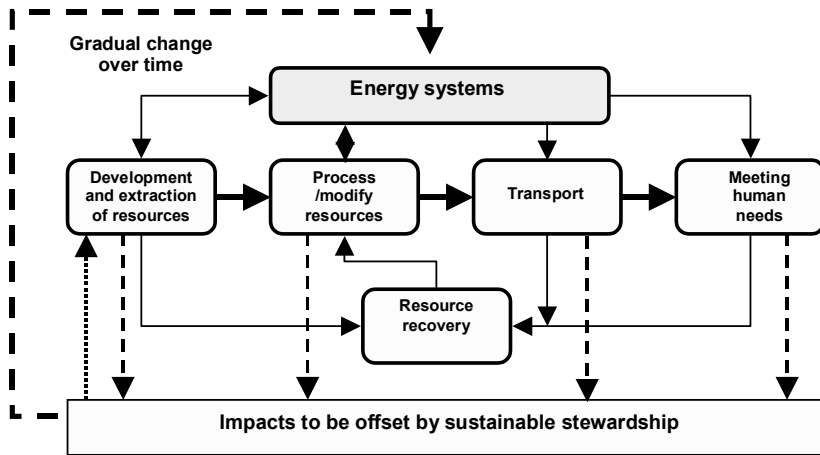 Gradual change
over time
Energy systems
Development
and extraction
of resources
Process
/modify
resources
Transport
Meeting
human
needs
Resource
recovery
Impacts to be offset by sustainable stewardship